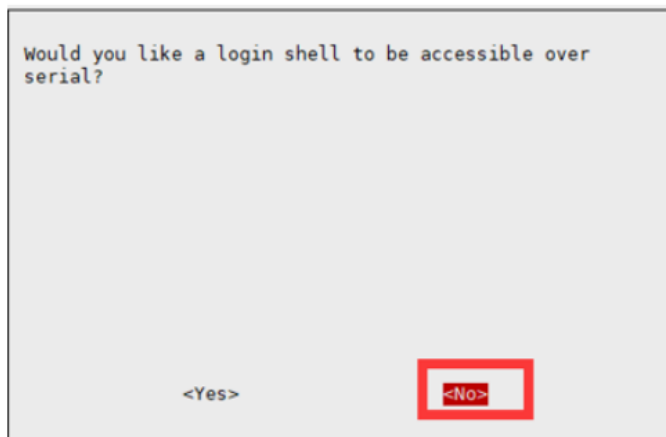 Would you like a login shell to be accessible over
serial?
<Yes> <No>